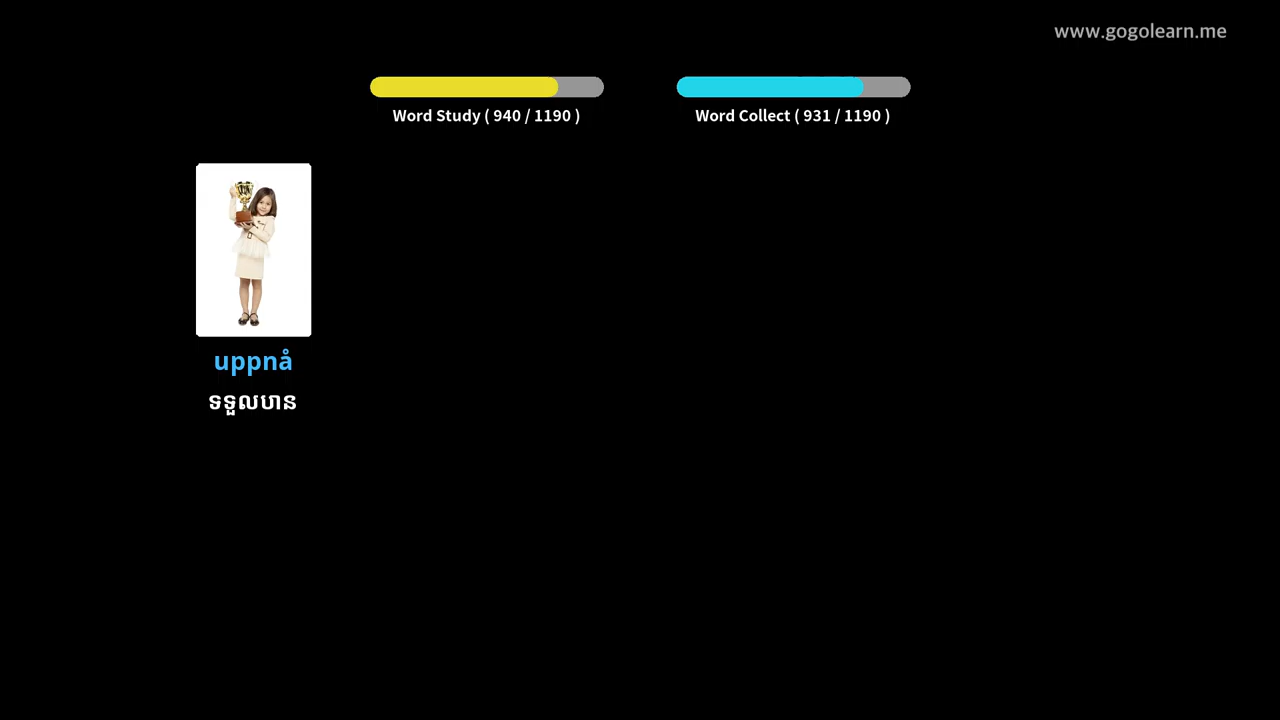 www.gogolearn.me
Word Study ( 940 / 1190 )
Word Collect ( 931 / 1190 )
uppnå
ទទួលបាន